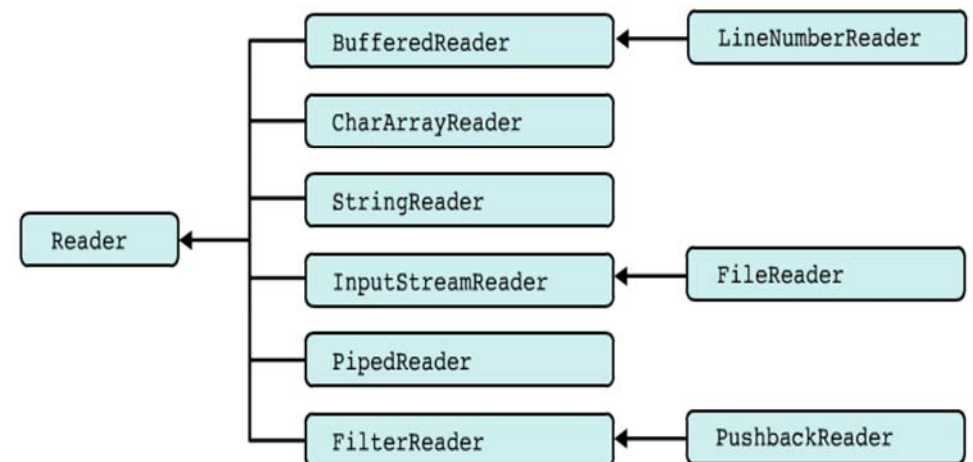 BufferedReader
LineNumberReader
CharArrayReader
StringReader
Reader
InputStreamReader
FileReader
PipedReader
FilterReader
PushbackReader